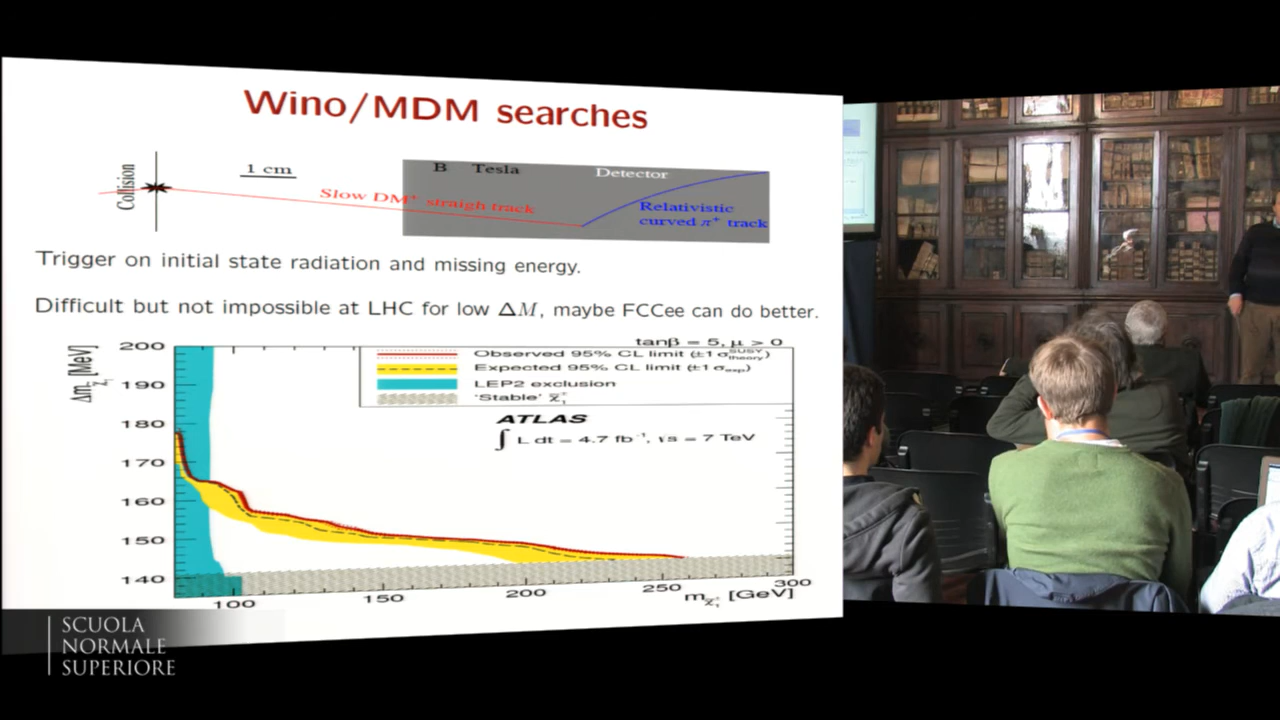 Wino/MDM searches
Collision
1 cm
B Tesla
Detector
Slow DM⁺ straigh track
Relativistic
curved π⁺ track
Trigger on initial state radiation and missing energy.
Difficult but not impossible at LHC for low ΔM, maybe FCCee can do better.
tanβ = 5, μ > 0
Observed 95% CL limit (±1 σ^SUSY_theory)
Expected 95% CL limit (±1 σ_exp)
LEP2 exclusion
'Stable' χ̃₁^±
ATLAS
∫ L dt = 4.7 fb⁻¹, √s = 7 TeV
Δm_χ̃₁ [MeV]
200
190
180
170
160
150
140
100
150
200
250
300
m_χ̃₁^± [GeV]
SCUOLA
NORMALE
SUPERIORE